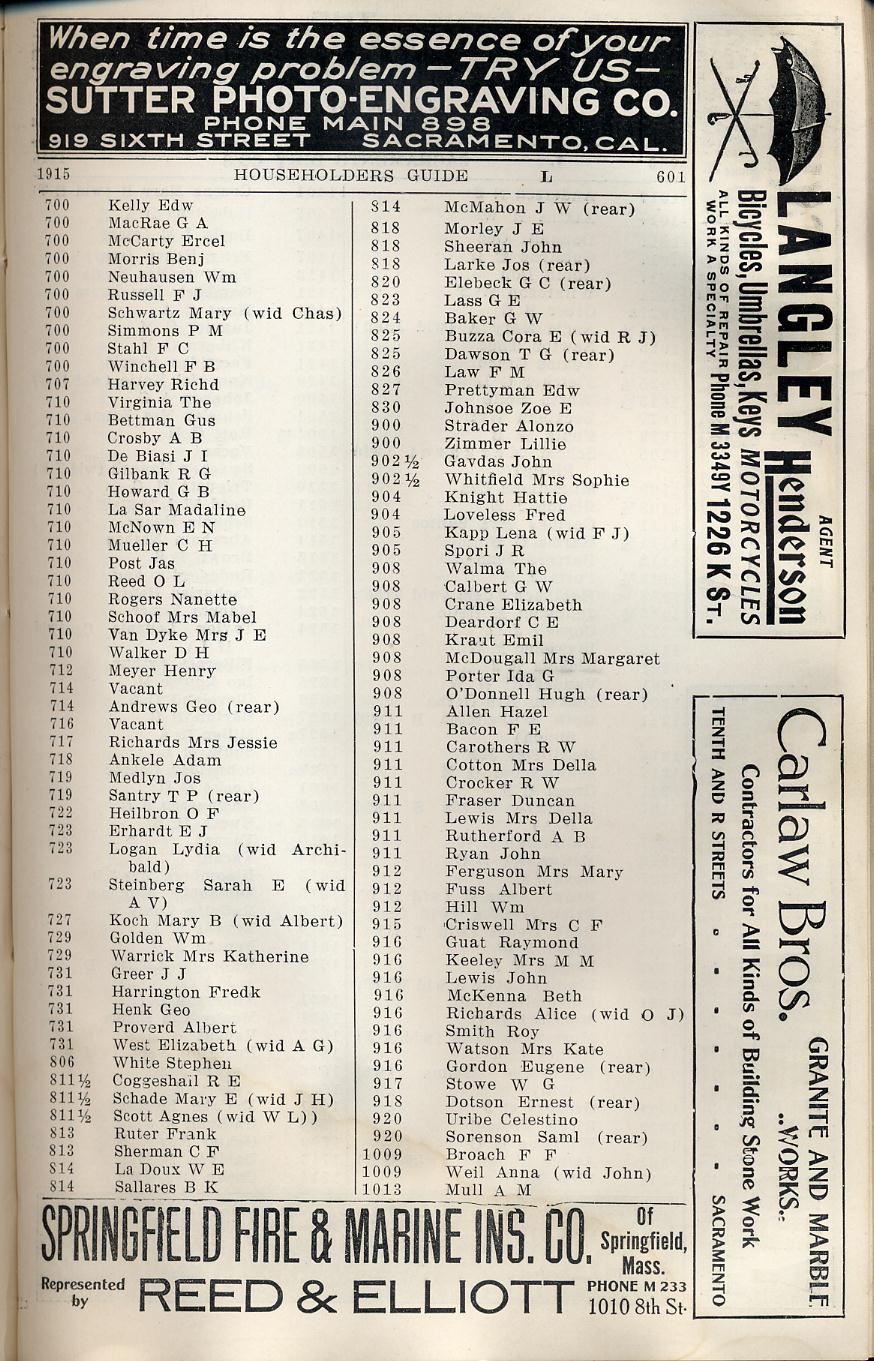 When time is the essence of your
engraving problem — TRY US —
SUTTER PHOTO-ENGRAVING CO.
PHONE MAIN 898
919 SIXTH STREET SACRAMENTO, CAL.
1915 HOUSEHOLDERS GUIDE L 601
700 Kelly Edw
700 MacRae G A
700 McCarty Ercel
700 Morris Benj
700 Neuhausen Wm
700 Russell F J
700 Schwartz Mary (wid Chas)
700 Simmons P M
700 Stahl F C
700 Winchell F B
707 Harvey Richd
710 Virginia The
710 Bettman Gus
710 Crosby A B
710 De Biasi J I
710 Gilbank R G
710 Howard G B
710 La Sar Madaline
710 McNown E N
710 Mueller C H
710 Post Jas
710 Reed O L
710 Rogers Nanette
710 Schoof Mrs Mabel
710 Van Dyke Mrs J E
710 Walker D H
712 Meyer Henry
714 Vacant
714 Andrews Geo (rear)
716 Vacant
717 Richards Mrs Jessie
718 Ankele Adam
719 Medlyn Jos
719 Santry T P (rear)
722 Heilbron O F
723 Erhardt E J
723 Logan Lydia (wid Archi-
bald)
723 Steinberg Sarah E (wid
A V)
727 Koch Mary B (wid Albert)
729 Golden Wm
729 Warrick Mrs Katherine
731 Greer J J
731 Harrington Fredk
731 Henk Geo
731 Proverd Albert
731 West Elizabeth (wid A G)
806 White Stephen
811½ Coggeshail R E
811½ Schade Mary E (wid J H)
811½ Scott Agnes (wid W L))
813 Ruter Frank
813 Sherman C F
814 La Doux W E
814 Sallares B K
814 McMahon J W (rear)
818 Morley J E
818 Sheeran John
818 Larke Jos (rear)
820 Elebeck G C (rear)
823 Lass G E
824 Baker G W
825 Buzza Cora E (wid R J)
825 Dawson T G (rear)
826 Law F M
827 Prettyman Edw
830 Johnsoe Zoe E
900 Strader Alonzo
900 Zimmer Lillie
902½ Gavdas John
902½ Whitfield Mrs Sophie
904 Knight Hattie
904 Loveless Fred
905 Kapp Lena (wid F J)
905 Spori J R
908 Walma The
908 Calbert G W
908 Crane Elizabeth
908 Deardorf C E
908 Kraut Emil
908 McDougall Mrs Margaret
908 Porter Ida G
908 O'Donnell Hugh (rear)
911 Allen Hazel
911 Bacon F E
911 Carothers R W
911 Cotton Mrs Della
911 Crocker R W
911 Fraser Duncan
911 Lewis Mrs Della
911 Rutherford A B
911 Ryan John
912 Ferguson Mrs Mary
912 Fuss Albert
912 Hill Wm
915 Criswell Mrs C F
916 Guat Raymond
916 Keeley Mrs M M
916 Lewis John
916 McKenna Beth
916 Richards Alice (wid O J)
916 Smith Roy
916 Watson Mrs Kate
916 Gordon Eugene (rear)
917 Stowe W G
918 Dotson Ernest (rear)
920 Uribe Celestino
920 Sorenson Saml (rear)
1009 Broach F F
1009 Weil Anna (wid John)
1013 Mull A M
LANGLEY AGENT Henderson
Bicycles, Umbrellas, Keys MOTORCYCLES
ALL KINDS OF REPAIR
WORK A SPECIALTY
Phone M 3349Y 1226 K ST.
Carlaw Bros. GRANITE AND MARBLE
..WORKS..
Contractors for All Kinds of Building Stone Work
TENTH AND R STREETS SACRAMENTO
SPRINGFIELD FIRE & MARINE INS. CO. Of
Springfield,
Mass.
Represented
by
REED & ELLIOTT
PHONE M 233
1010 8th St.